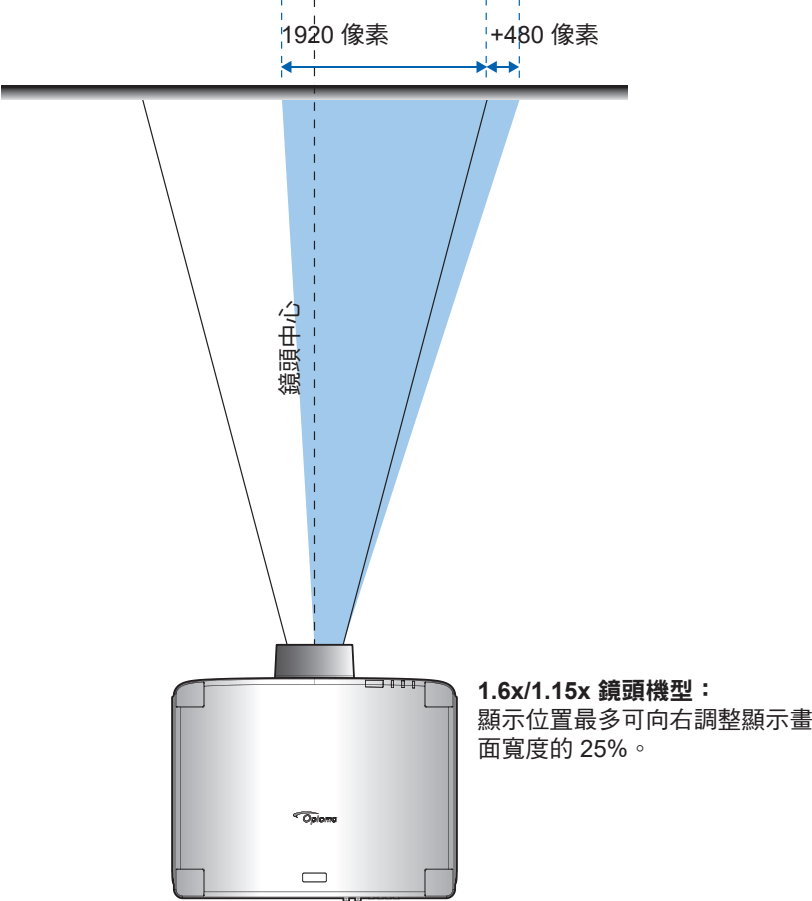 1920 像素
+480 像素
鏡頭中心
1.6x/1.15x 鏡頭機型：
顯示位置最多可向右調整顯示畫
面寬度的 25%。
Optoma